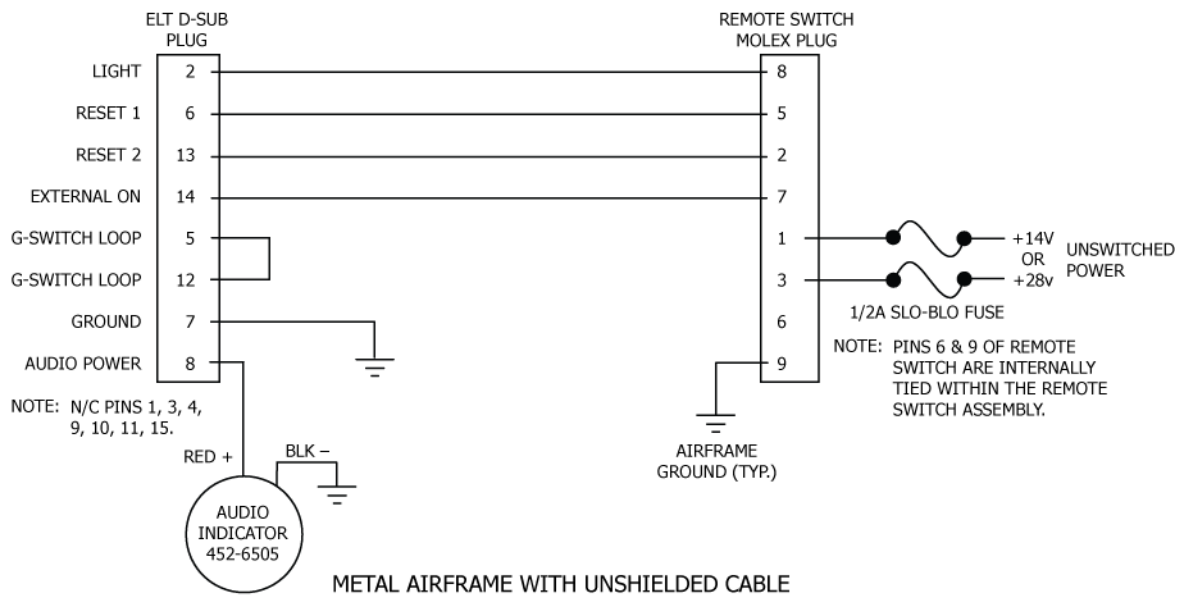 ELT D-SUB
PLUG
REMOTE SWITCH
MOLEX PLUG
LIGHT 2 8
RESET 1 6 5
RESET 2 13 2
EXTERNAL ON 14 7
G-SWITCH LOOP 5 1 +14V
OR
UNSWITCHED
POWER
G-SWITCH LOOP 12 3 +28v
1/2A SLO-BLO FUSE
GROUND 7 6
AUDIO POWER 8 9
NOTE: PINS 6 & 9 OF REMOTE
SWITCH ARE INTERNALLY
TIED WITHIN THE REMOTE
SWITCH ASSEMBLY.
NOTE: N/C PINS 1, 3, 4,
9, 10, 11, 15.
RED + BLK –
AIRFRAME
GROUND (TYP.)
AUDIO
INDICATOR
452-6505
METAL AIRFRAME WITH UNSHIELDED CABLE